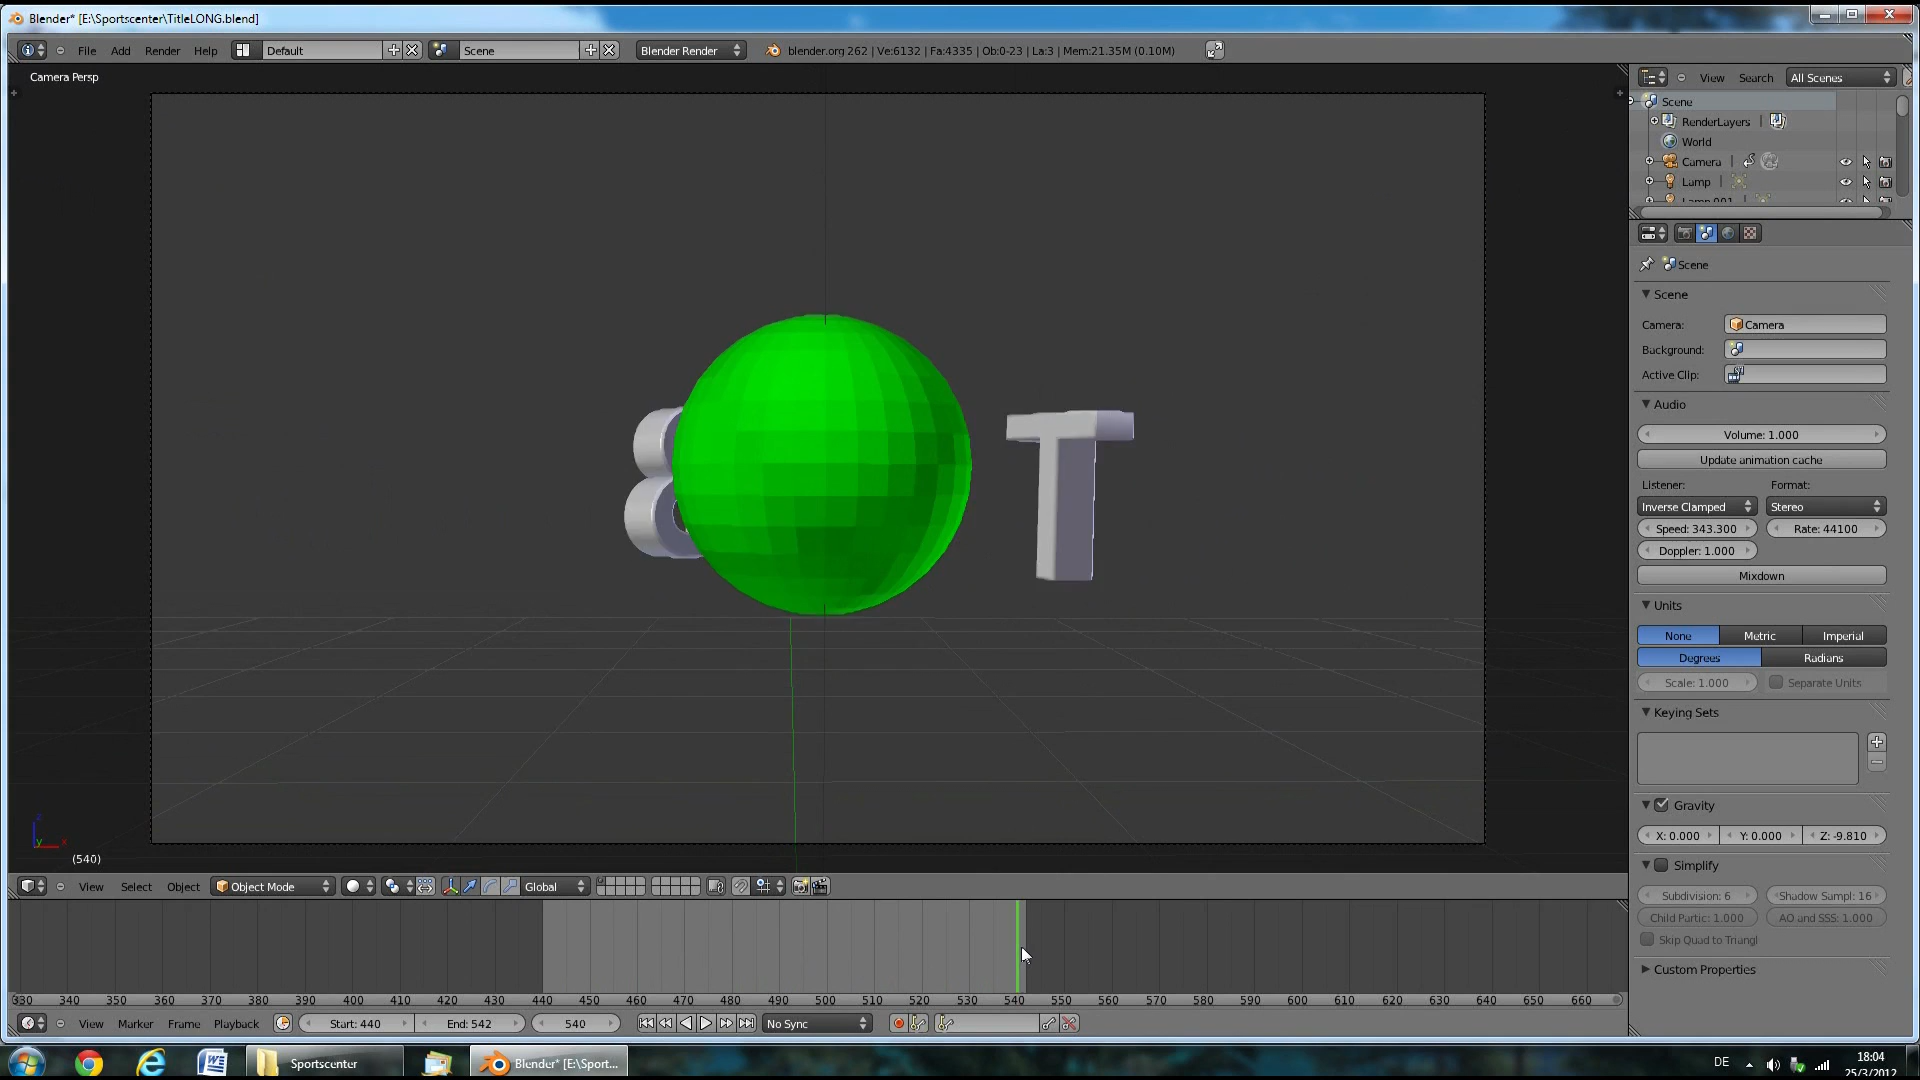 Blender* [E:\Sportscenter\TitleLONG.blend]
File Add Render Help Default Scene Blender Render blender.org 262 | Ve:6132 | Fa:4335 | Ob:0-23 | La:3 | Mem:21.35M (0.10M)
Camera Persp
View Search All Scenes
Scene
RenderLayers
World
Camera
Lamp
Lamp.001
Scene
Scene
Camera: Camera
Background:
Active Clip:
Audio
Volume: 1.000
Update animation cache
Listener: Format:
Inverse Clamped Stereo
Speed: 343.300 Rate: 44100
Doppler: 1.000
Mixdown
Units
None Metric Imperial
Degrees Radians
Scale: 1.000 Separate Units
Keying Sets
Gravity
X: 0.000 Y: 0.000 Z: -9.810
Simplify
Subdivision: 6 Shadow Sampl: 16
Child Partic: 1.000 AO and SSS: 1.000
Skip Quad to Triangl
Custom Properties
8 T
z
y x
(540)
View Select Object Object Mode Global
330 340 350 360 370 380 390 400 410 420 430 440 450 460 470 480 490 500 510 520 530 540 550 560 570 580 590 600 610 620 630 640 650 660
View Marker Frame Playback Start: 440 End: 542 540 No Sync
Sportscenter Blender* [E:\Sport... DE 18:04
25/3/2012